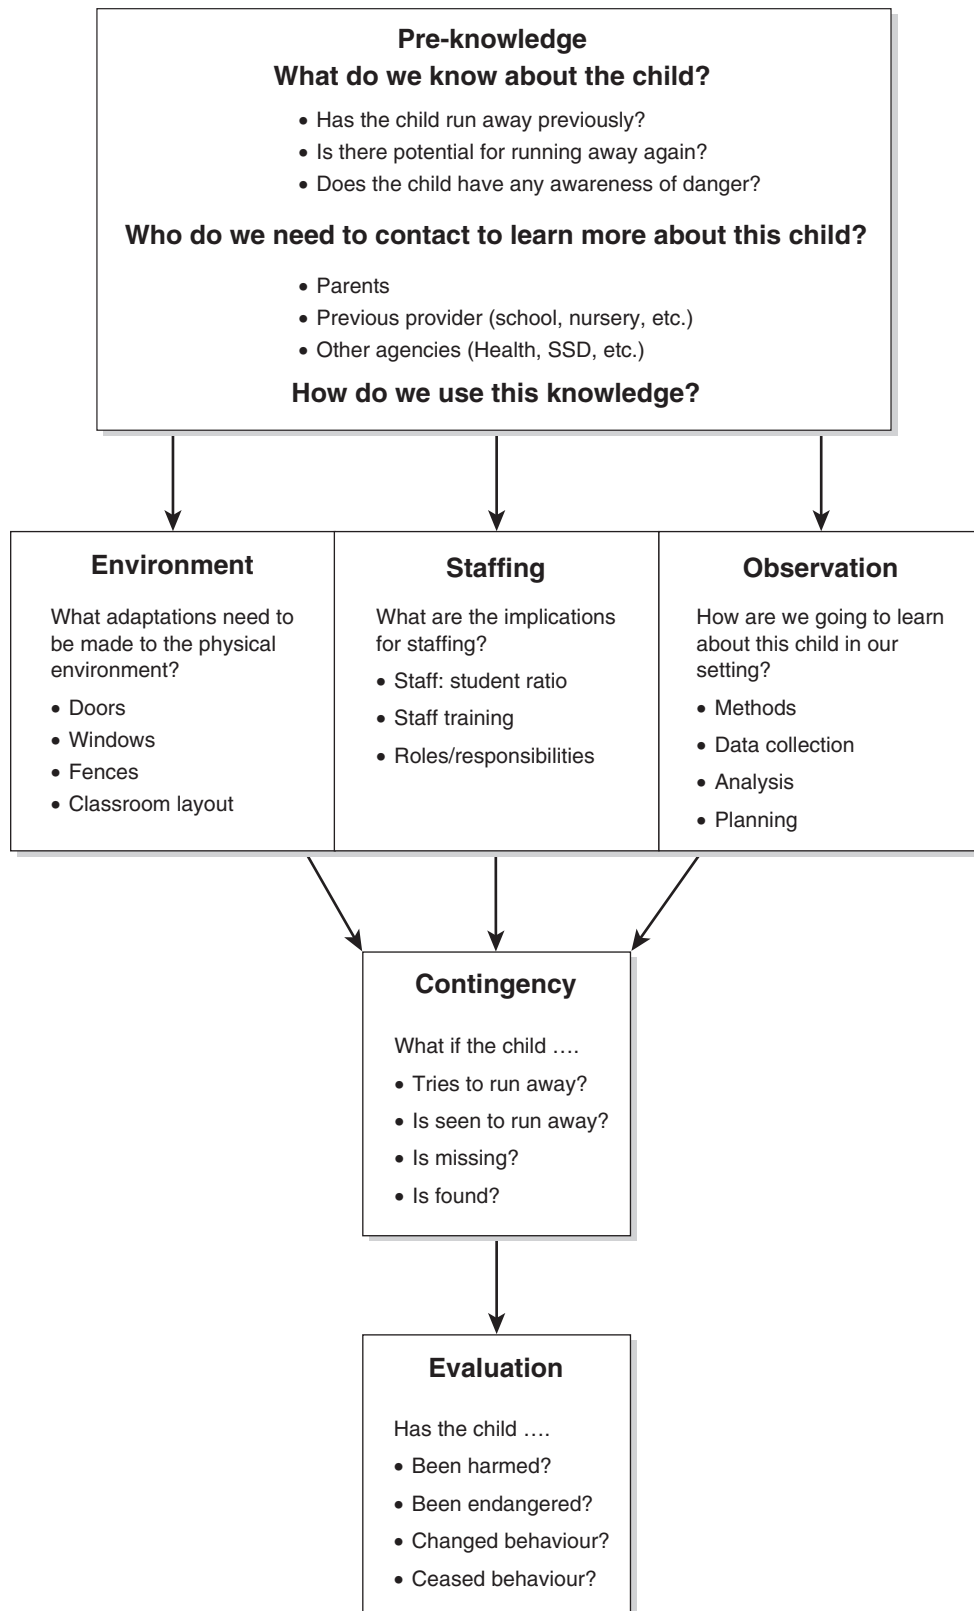 Pre-knowledge
What do we know about the child?
• Has the child run away previously?
• Is there potential for running away again?
• Does the child have any awareness of danger?
Who do we need to contact to learn more about this child?
• Parents
• Previous provider (school, nursery, etc.)
• Other agencies (Health, SSD, etc.)
How do we use this knowledge?
Environment
What adaptations need to
be made to the physical
environment?
• Doors
• Windows
• Fences
• Classroom layout
Staffing
What are the implications
for staffing?
• Staff: student ratio
• Staff training
• Roles/responsibilities
Observation
How are we going to learn
about this child in our
setting?
• Methods
• Data collection
• Analysis
• Planning
Contingency
What if the child ….
• Tries to run away?
• Is seen to run away?
• Is missing?
• Is found?
Evaluation
Has the child ….
• Been harmed?
• Been endangered?
• Changed behaviour?
• Ceased behaviour?